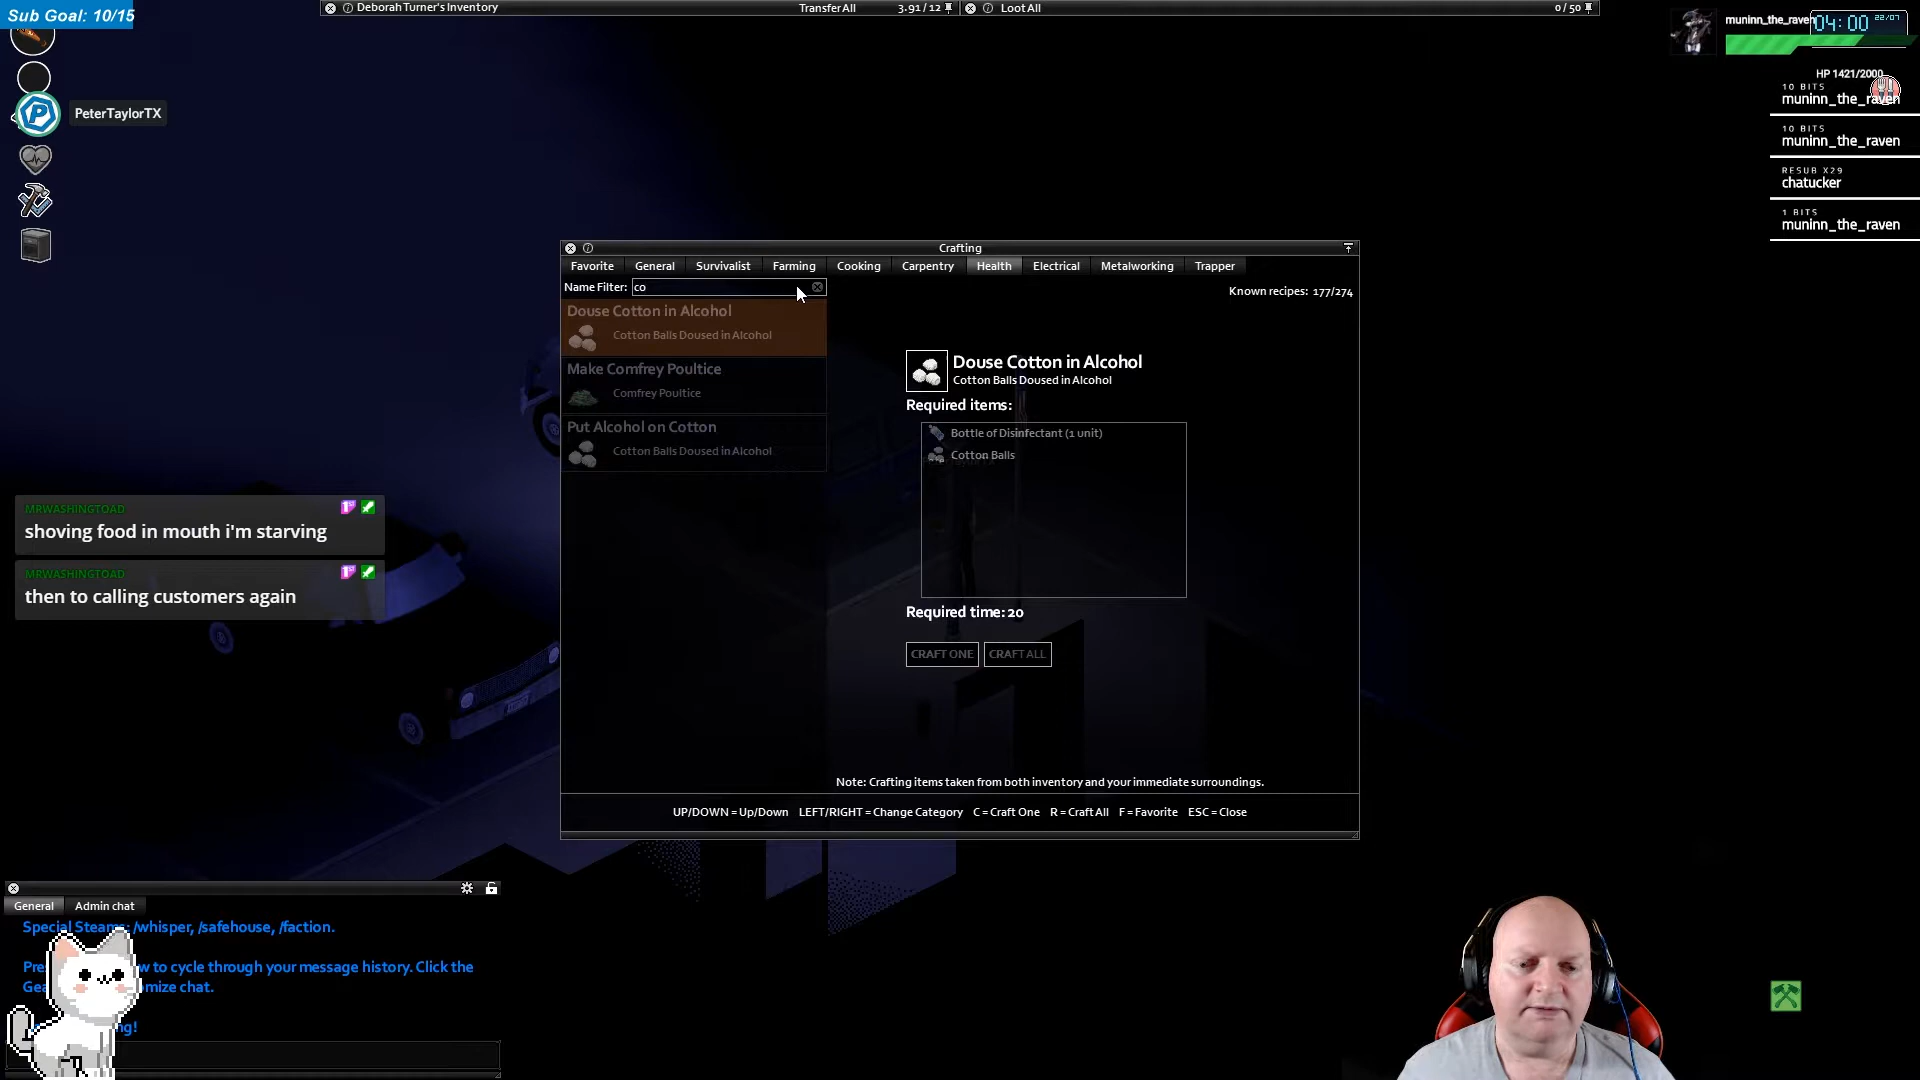 Sub Goal: 10/15
Deborah Turner's Inventory
Transfer All
3.91 / 12
Loot All
0 / 50
muninn_the_raven
04:00
22/07
HP 1421/2000
10 BITS
muninn_the_raven
10 BITS
muninn_the_raven
RESUB X29
chatucker
1 BITS
muninn_the_raven
PeterTaylorTX
Crafting
Favorite
General
Survivalist
Farming
Cooking
Carpentry
Health
Electrical
Metalworking
Trapper
Name Filter:
co
Known recipes: 177/274
Douse Cotton in Alcohol
Cotton Balls Doused in Alcohol
Make Comfrey Poultice
Comfrey Poultice
Put Alcohol on Cotton
Cotton Balls Doused in Alcohol
Douse Cotton in Alcohol
Cotton Balls Doused in Alcohol
Required items:
Bottle of Disinfectant (1 unit)
Cotton Balls
Required time: 20
CRAFT ONE
CRAFT ALL
Note: Crafting items taken from both inventory and your immediate surroundings.
UP/DOWN = Up/Down LEFT/RIGHT = Change Category C = Craft One R = Craft All F = Favorite ESC = Close
MRWASHINGTOAD
shoving food in mouth i'm starving
MRWASHINGTOAD
then to calling customers again
General
Admin chat
Special Steam: /whisper, /safehouse, /faction.
to cycle through your message history. Click the
chat.